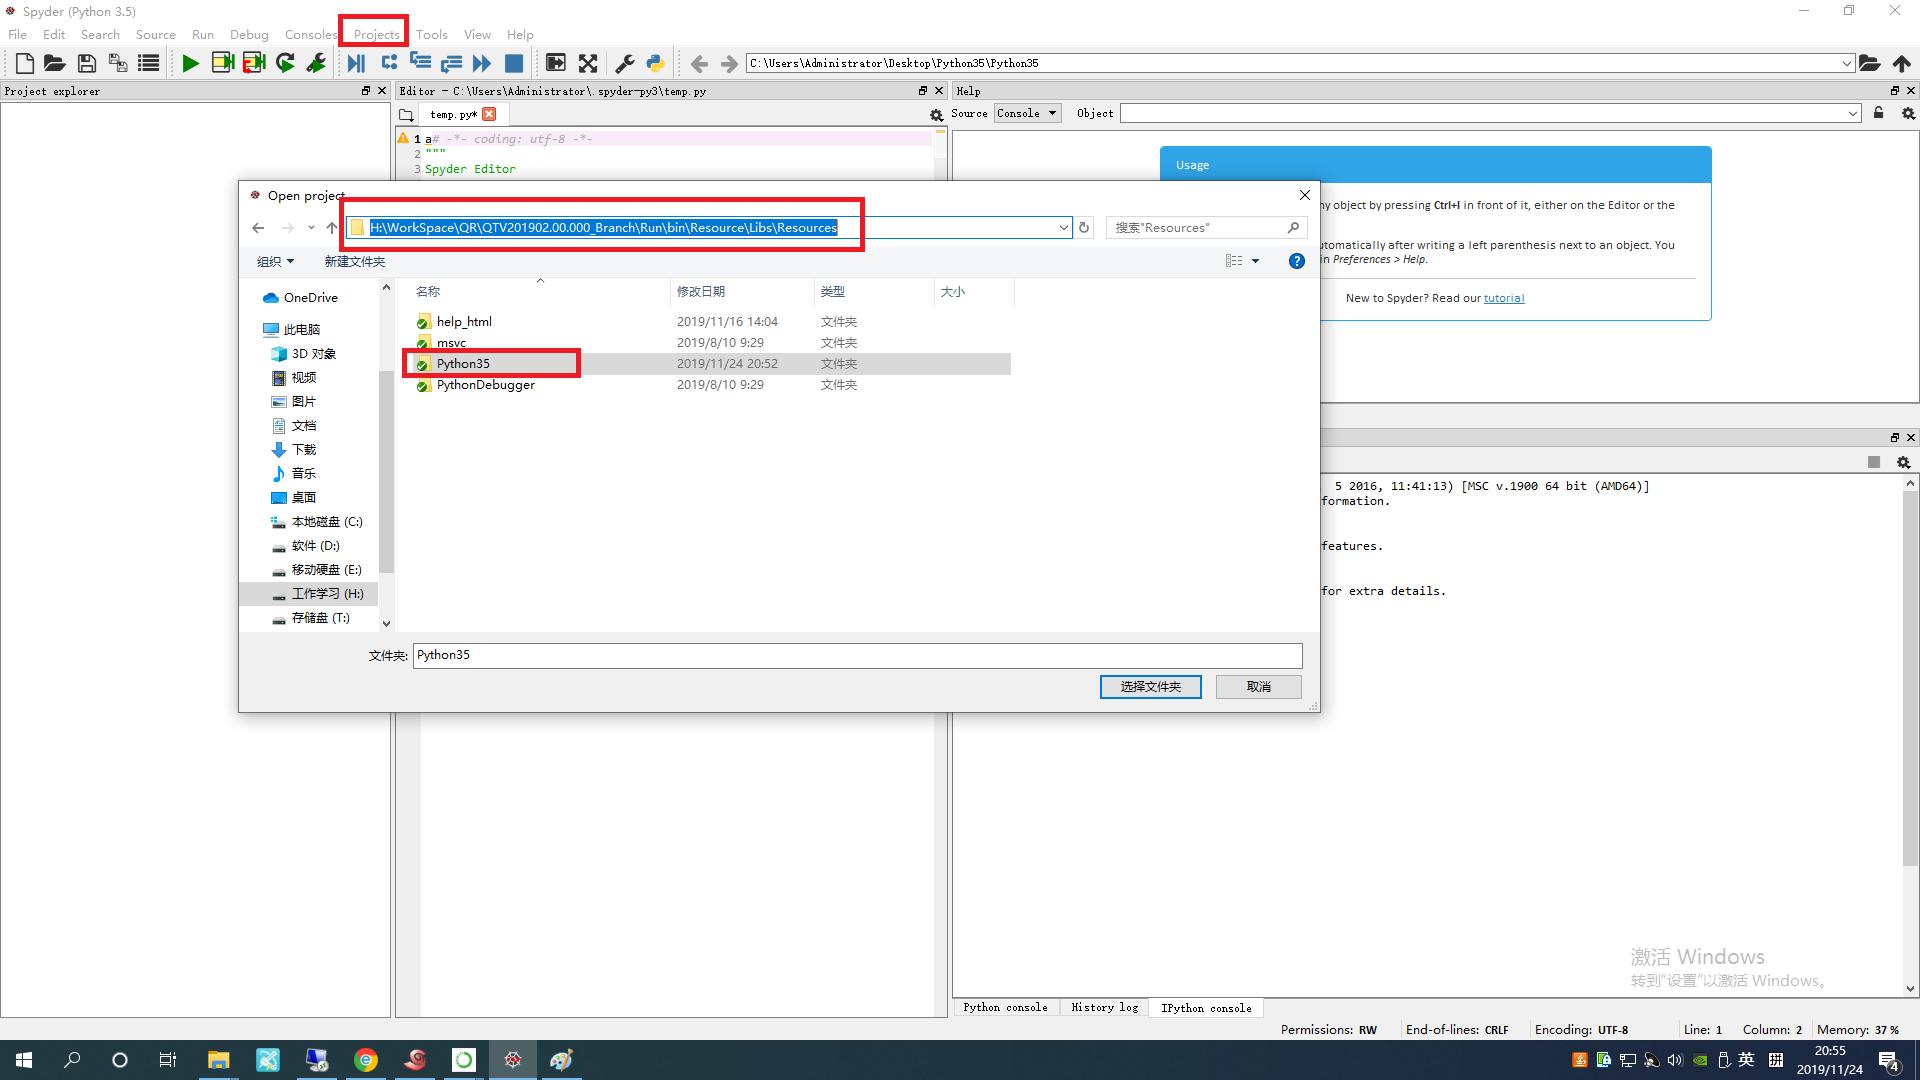 Spyder (Python 3.5)
File Edit Search Source Run Debug Consoles Projects Tools View Help
C:\Users\Administrator\Desktop\Python35\Python35
Project explorer
Editor - C:\Users\Administrator\.spyder-py3\temp.py
Help
temp.py*
Source Console Object
1 a# -*- coding: utf-8 -*-
2 """
3 Spyder Editor
Usage
ny object by pressing Ctrl+I in front of it, either on the Editor or the
utomatically after writing a left parenthesis next to an object. You
in Preferences > Help.
New to Spyder? Read our tutorial
Open project
H:\WorkSpace\QR\QTV201902.00.000_Branch\Run\bin\Resource\Libs\Resources
搜索"Resources"
组织 新建文件夹
名称 修改日期 类型 大小
help_html 2019/11/16 14:04 文件夹
msvc 2019/8/10 9:29 文件夹
Python35 2019/11/24 20:52 文件夹
PythonDebugger 2019/8/10 9:29 文件夹
OneDrive
此电脑
3D 对象
视频
图片
文档
下载
音乐
桌面
本地磁盘 (C:)
软件 (D:)
移动硬盘 (E:)
工作学习 (H:)
存储盘 (T:)
文件夹: Python35
选择文件夹 取消
5 2016, 11:41:13) [MSC v.1900 64 bit (AMD64)]
formation.
features.
for extra details.
激活 Windows
转到"设置"以激活 Windows。
Python console History log IPython console
Permissions: RW End-of-lines: CRLF Encoding: UTF-8 Line: 1 Column: 2 Memory: 37 %
英 拼
20:55
2019/11/24
4